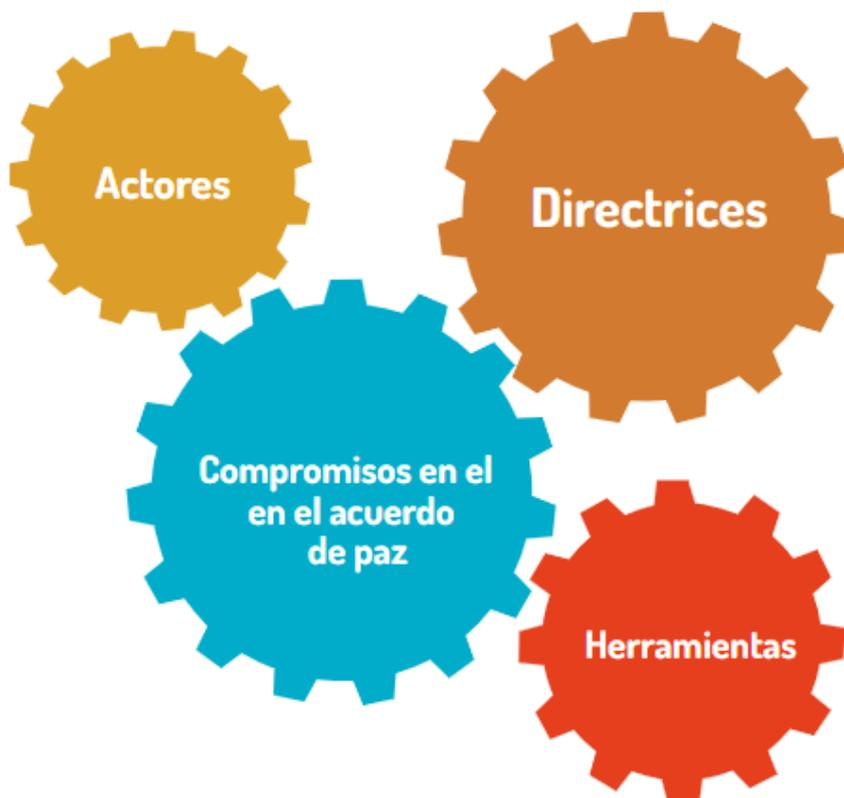 Actores
Directrices
Compromisos en el
en el acuerdo
de paz
Herramientas